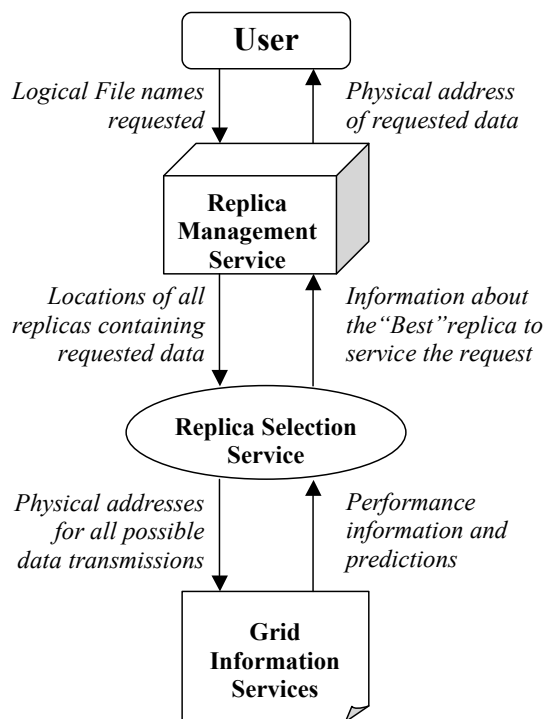 User
Logical File names
requested
Physical address
of requested data
Replica
Management
Service
Locations of all
replicas containing
requested data
Information about
the“Best”replica to
service the request
Replica Selection
Service
Physical addresses
for all possible
data transmissions
Performance
information and
predictions
Grid
Information
Services